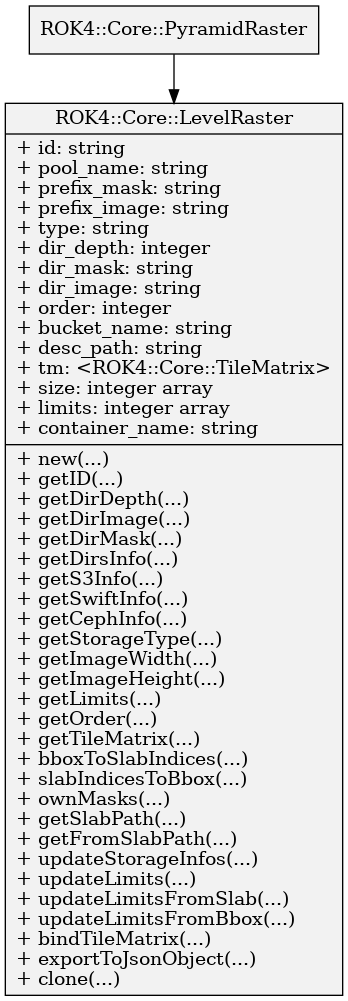 ROK4::Core::PyramidRaster
ROK4::Core::LevelRaster
+ id: string
+ pool_name: string
+ prefix_mask: string
+ prefix_image: string
+ type: string
+ dir_depth: integer
+ dir_mask: string
+ dir_image: string
+ order: integer
+ bucket_name: string
+ desc_path: string
+ tm: <ROK4::Core::TileMatrix>
+ size: integer array
+ limits: integer array
+ container_name: string
+ new(...)
+ getID(...)
+ getDirDepth(...)
+ getDirImage(...)
+ getDirMask(...)
+ getDirsInfo(...)
+ getS3Info(...)
+ getSwiftInfo(...)
+ getCephInfo(...)
+ getStorageType(...)
+ getImageWidth(...)
+ getImageHeight(...)
+ getLimits(...)
+ getOrder(...)
+ getTileMatrix(...)
+ bboxToSlabIndices(...)
+ slabIndicesToBbox(...)
+ ownMasks(...)
+ getSlabPath(...)
+ getFromSlabPath(...)
+ updateStorageInfos(...)
+ updateLimits(...)
+ updateLimitsFromSlab(...)
+ updateLimitsFromBbox(...)
+ bindTileMatrix(...)
+ exportToJsonObject(...)
+ clone(...)